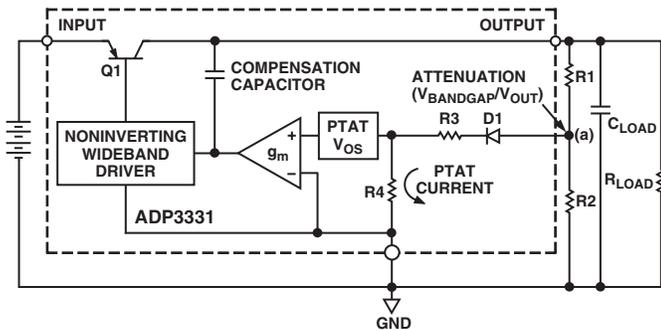 INPUT
OUTPUT
Q1
COMPENSATION
CAPACITOR
ATTENUATION
(VBANDGAP/VOUT)
R1
CLOAD
NONINVERTING
WIDEBAND
DRIVER
gm
+
−
PTAT
VOS
R3
D1
(a)
R4
PTAT
CURRENT
R2
RLOAD
ADP3331
GND